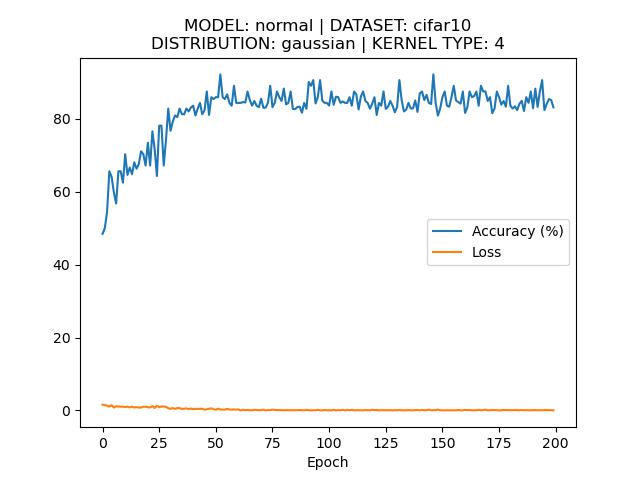 MODEL: normal | DATASET: cifar10
DISTRIBUTION: gaussian | KERNEL TYPE: 4
80
60
40
20
0
Accuracy (%)
Loss
0 25 50 75 100 125 150 175 200
Epoch